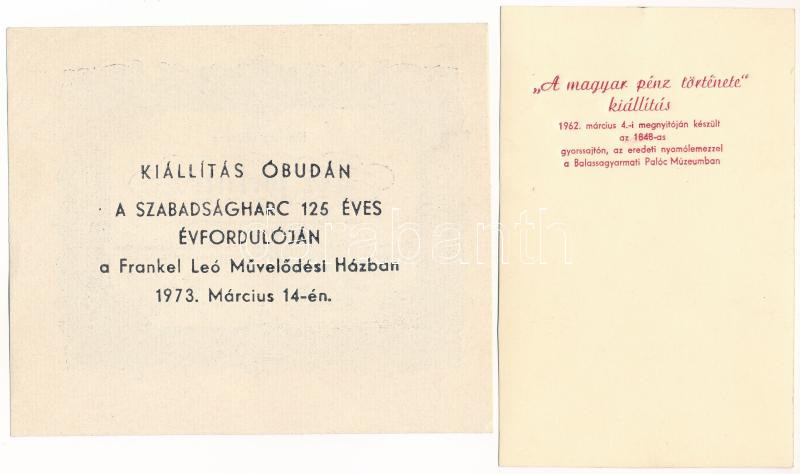 KIÁLLÍTÁS ÓBUDÁN
A SZABADSÁGHARC 125 ÉVES
ÉVFORDULÓJÁN
a Frankel Leó Művelődési Házban
1973. Március 14-én.
„A magyar pénz története“
kiállítás
1962. március 4.-i megnyitóján készült
az 1848-as
gyorssajtón, az eredeti nyomólemezzel
a Balassagyarmati Palóc Múzeumban
darabanth